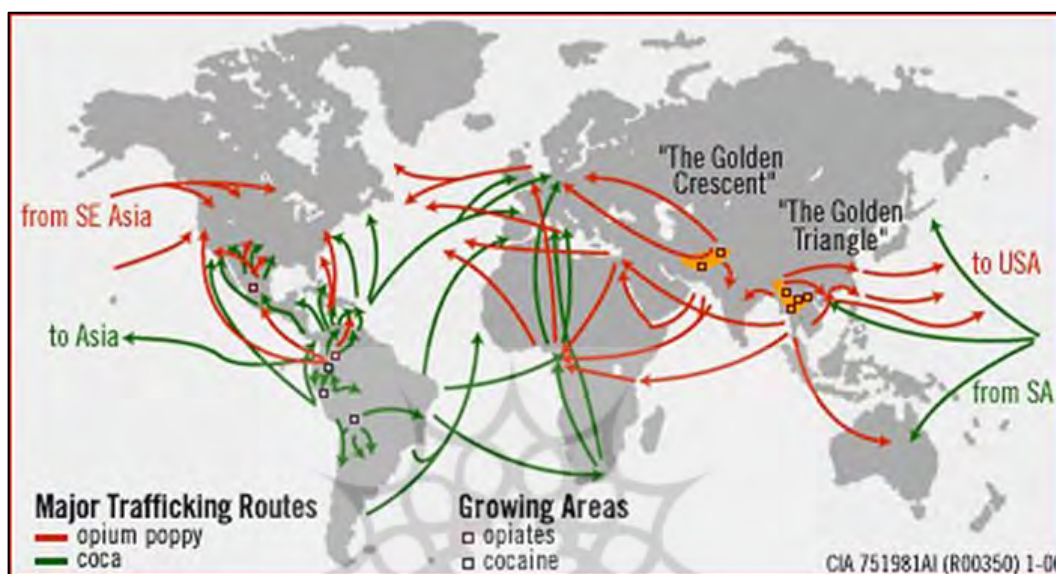 "The Golden
Crescent"
"The Golden
Triangle"
from SE Asia
to USA
to Asia
from SA
Major Trafficking Routes
opium poppy
coca
Growing Areas
opiates
cocaine
CIA 751981AI (R00350) 1-00